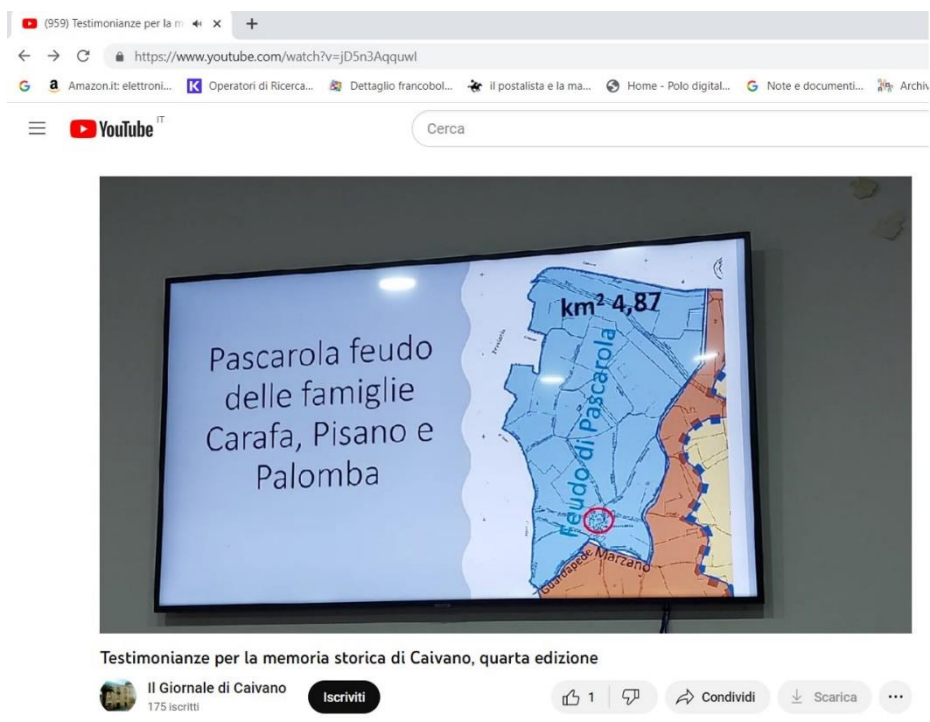 (959) Testimonianze per la m
https://www.youtube.com/watch?v=jD5n3AqquwI
Amazon.it: elettroni...
Operatori di Ricerca...
Dettaglio francobol...
il postalista e la ma...
Home - Polo digital...
Note e documenti...
Archiv
YouTube IT
Cerca
Pascarola feudo
delle famiglie
Carafa, Pisano e
Palomba
km² 4,87
Feudo di Pascarola
Guardapede Marzano
Testimonianze per la memoria storica di Caivano, quarta edizione
Il Giornale di Caivano
175 iscritti
Iscriviti
1
Condividi
Scarica